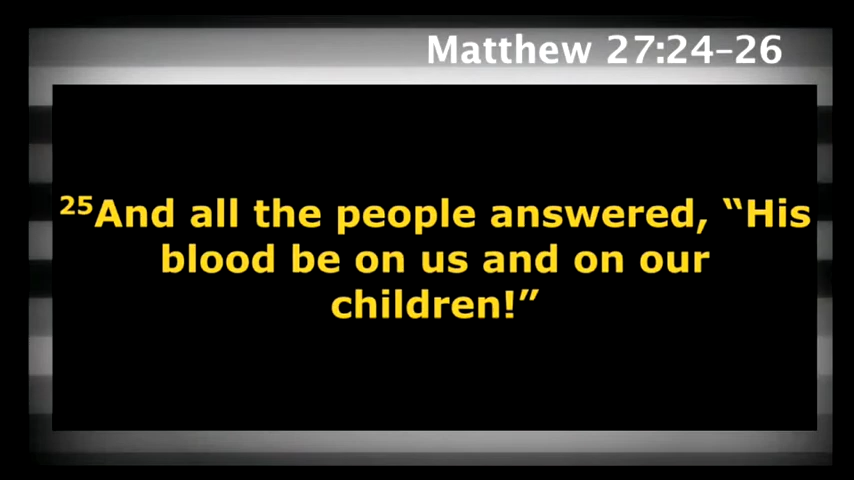 Matthew 27:24–26
²⁵And all the people answered, “His
blood be on us and on our
children!”